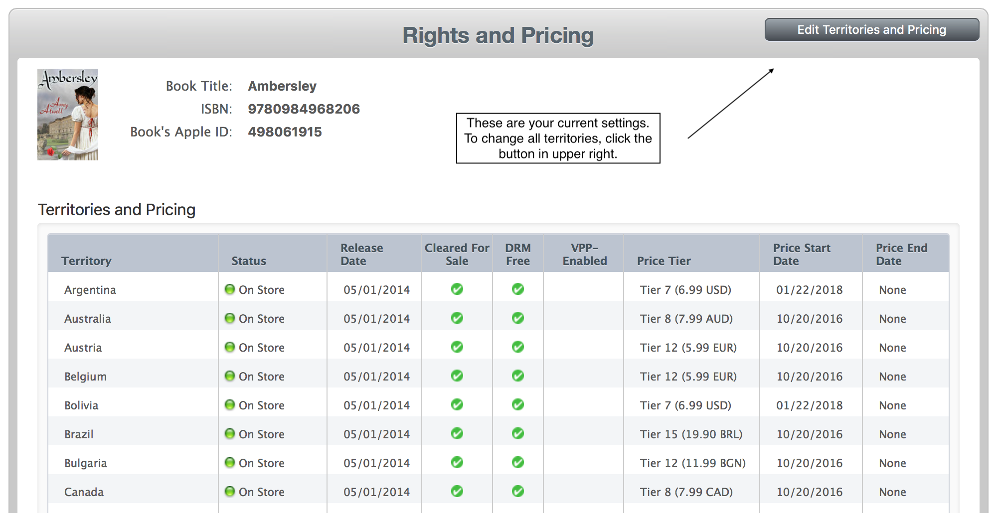 Rights and Pricing
Edit Territories and Pricing
Ambersley
Amy
Atwell
Book Title: Ambersley
ISBN: 9780984968206
Book's Apple ID: 498061915
These are your current settings.
To change all territories, click the
button in upper right.
Territories and Pricing
Territory Status Release Date Cleared For Sale DRM Free VPP-Enabled Price Tier Price Start Date Price End Date
Argentina On Store 05/01/2014 Tier 7 (6.99 USD) 01/22/2018 None
Australia On Store 05/01/2014 Tier 8 (7.99 AUD) 10/20/2016 None
Austria On Store 05/01/2014 Tier 12 (5.99 EUR) 10/20/2016 None
Belgium On Store 05/01/2014 Tier 12 (5.99 EUR) 10/20/2016 None
Bolivia On Store 05/01/2014 Tier 7 (6.99 USD) 01/22/2018 None
Brazil On Store 05/01/2014 Tier 15 (19.90 BRL) 10/20/2016 None
Bulgaria On Store 05/01/2014 Tier 12 (11.99 BGN) 10/20/2016 None
Canada On Store 05/01/2014 Tier 8 (7.99 CAD) 10/20/2016 None